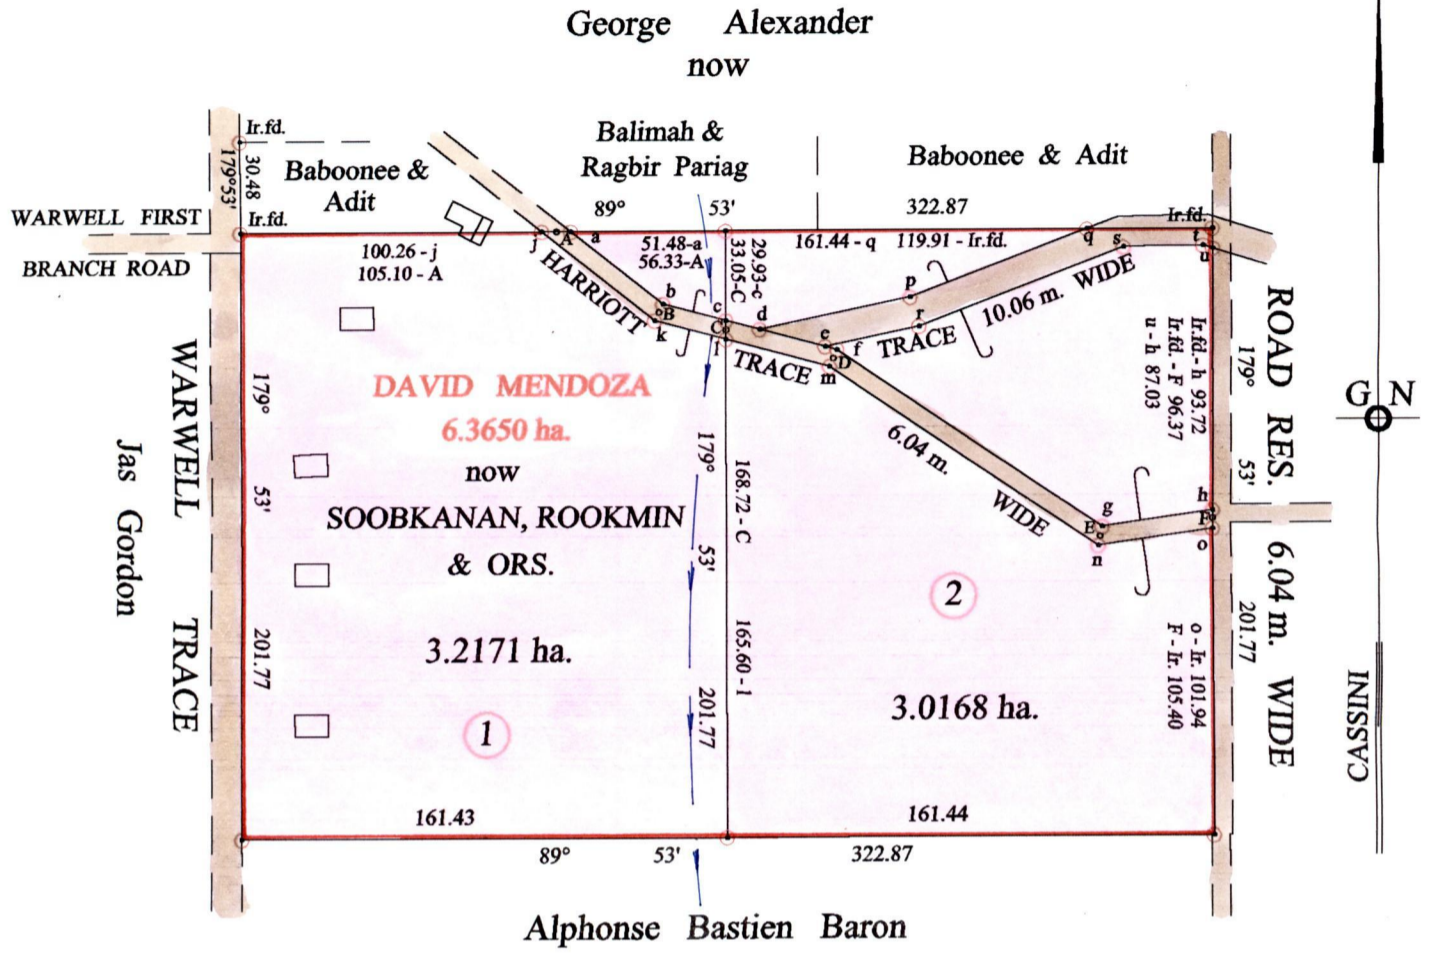 George Alexander
now
Ir.fd.
Balimah &
Ragbir Pariag
Baboonee & Adit
Baboonee &
Adit
179°53'
30.48
WARWELL FIRST
BRANCH ROAD
Ir.fd.
89° 53' 322.87
Ir.fd.
100.26 - j
105.10 - A
j A a
51.48-a
56.33-A
33.05-C
29.93-c
161.44 - q 119.91 - Ir.fd.
q s t
u
HARRIOTT
TRACE
b
B
k
c
C
l
d
e f
D
m
p
r
TRACE
10.06 m. WIDE
Ir.fd.- h 93.72
Ir.fd. - F 96.37
u - h 87.03
ROAD RES. 6.04 m. WIDE
179° 53' 201.77
G N
CASSINI
DAVID MENDOZA
6.3650 ha.
now
SOOBKANAN, ROOKMIN
& ORS.
3.2171 ha.
1
WARWELL TRACE
Jas Gordon
179° 53' 201.77
179° 53' 201.77
168.72 - C
165.60 - l
6.04 m. WIDE
g
E
n
h
F
o
2
3.0168 ha.
o - Ir. 101.94
F - Ir. 105.40
161.43
161.44
89° 53' 322.87
Alphonse Bastien Baron